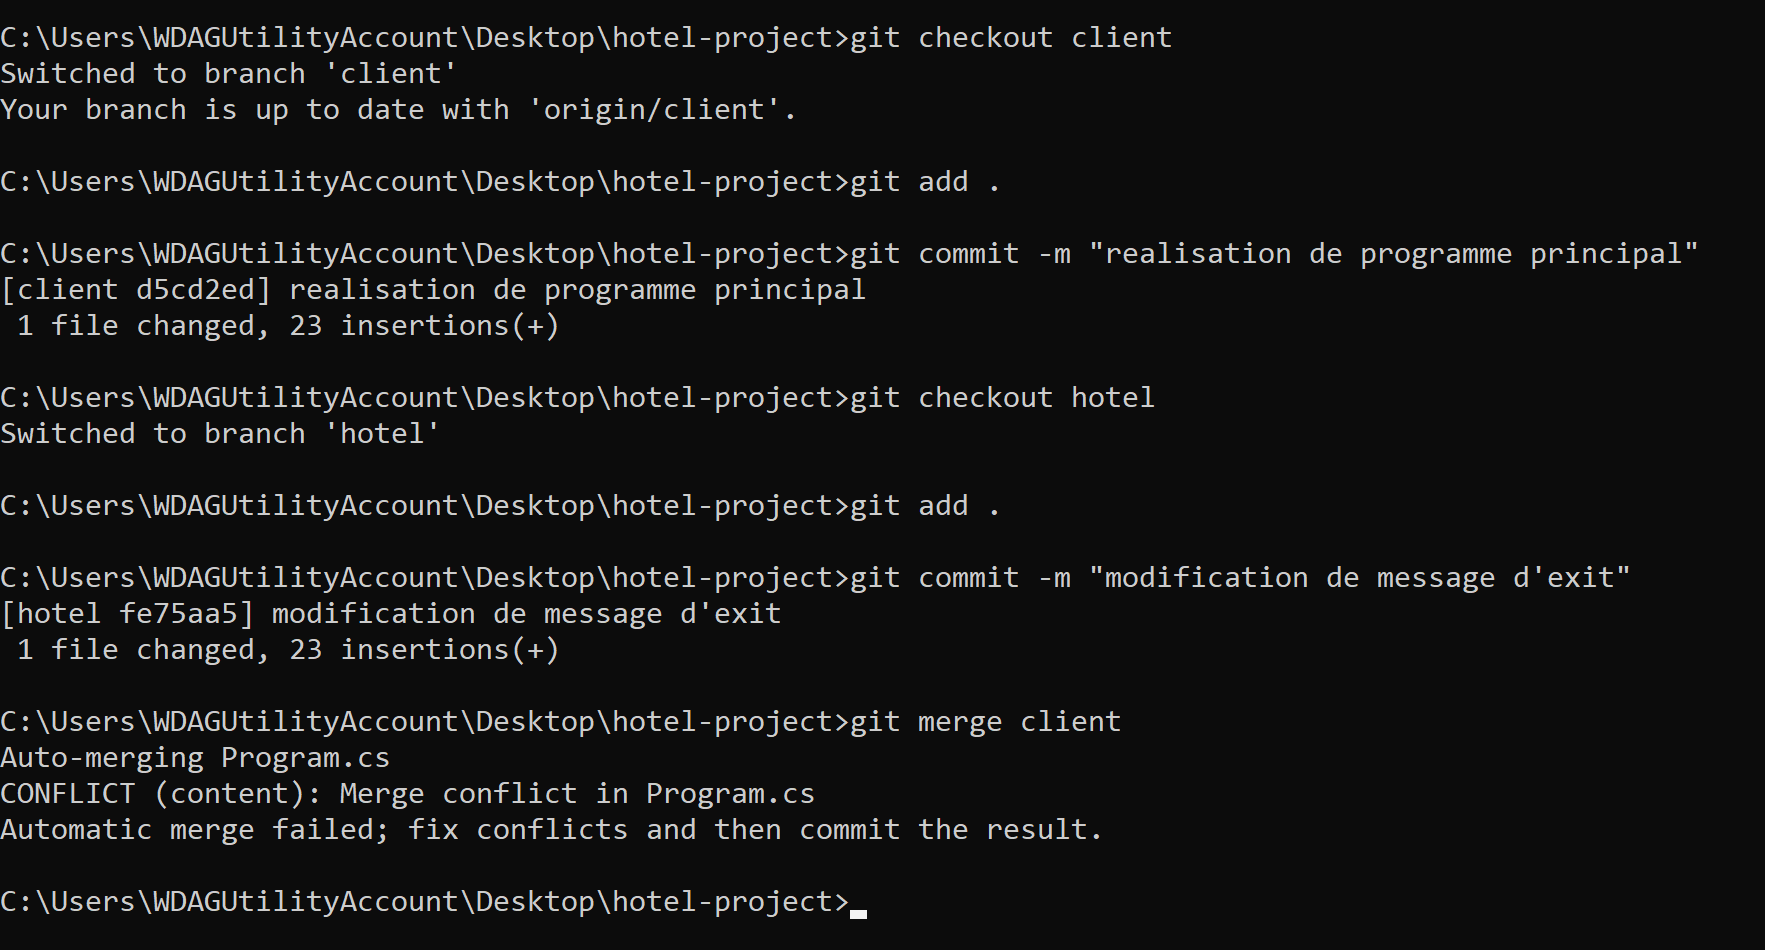 C:\Users\WDAGUtilityAccount\Desktop\hotel-project>git checkout client
Switched to branch 'client'
Your branch is up to date with 'origin/client'.
C:\Users\WDAGUtilityAccount\Desktop\hotel-project>git add .
C:\Users\WDAGUtilityAccount\Desktop\hotel-project>git commit -m "realisation de programme principal"
[client d5cd2ed] realisation de programme principal
 1 file changed, 23 insertions(+)
C:\Users\WDAGUtilityAccount\Desktop\hotel-project>git checkout hotel
Switched to branch 'hotel'
C:\Users\WDAGUtilityAccount\Desktop\hotel-project>git add .
C:\Users\WDAGUtilityAccount\Desktop\hotel-project>git commit -m "modification de message d'exit"
[hotel fe75aa5] modification de message d'exit
 1 file changed, 23 insertions(+)
C:\Users\WDAGUtilityAccount\Desktop\hotel-project>git merge client
Auto-merging Program.cs
CONFLICT (content): Merge conflict in Program.cs
Automatic merge failed; fix conflicts and then commit the result.
C:\Users\WDAGUtilityAccount\Desktop\hotel-project>